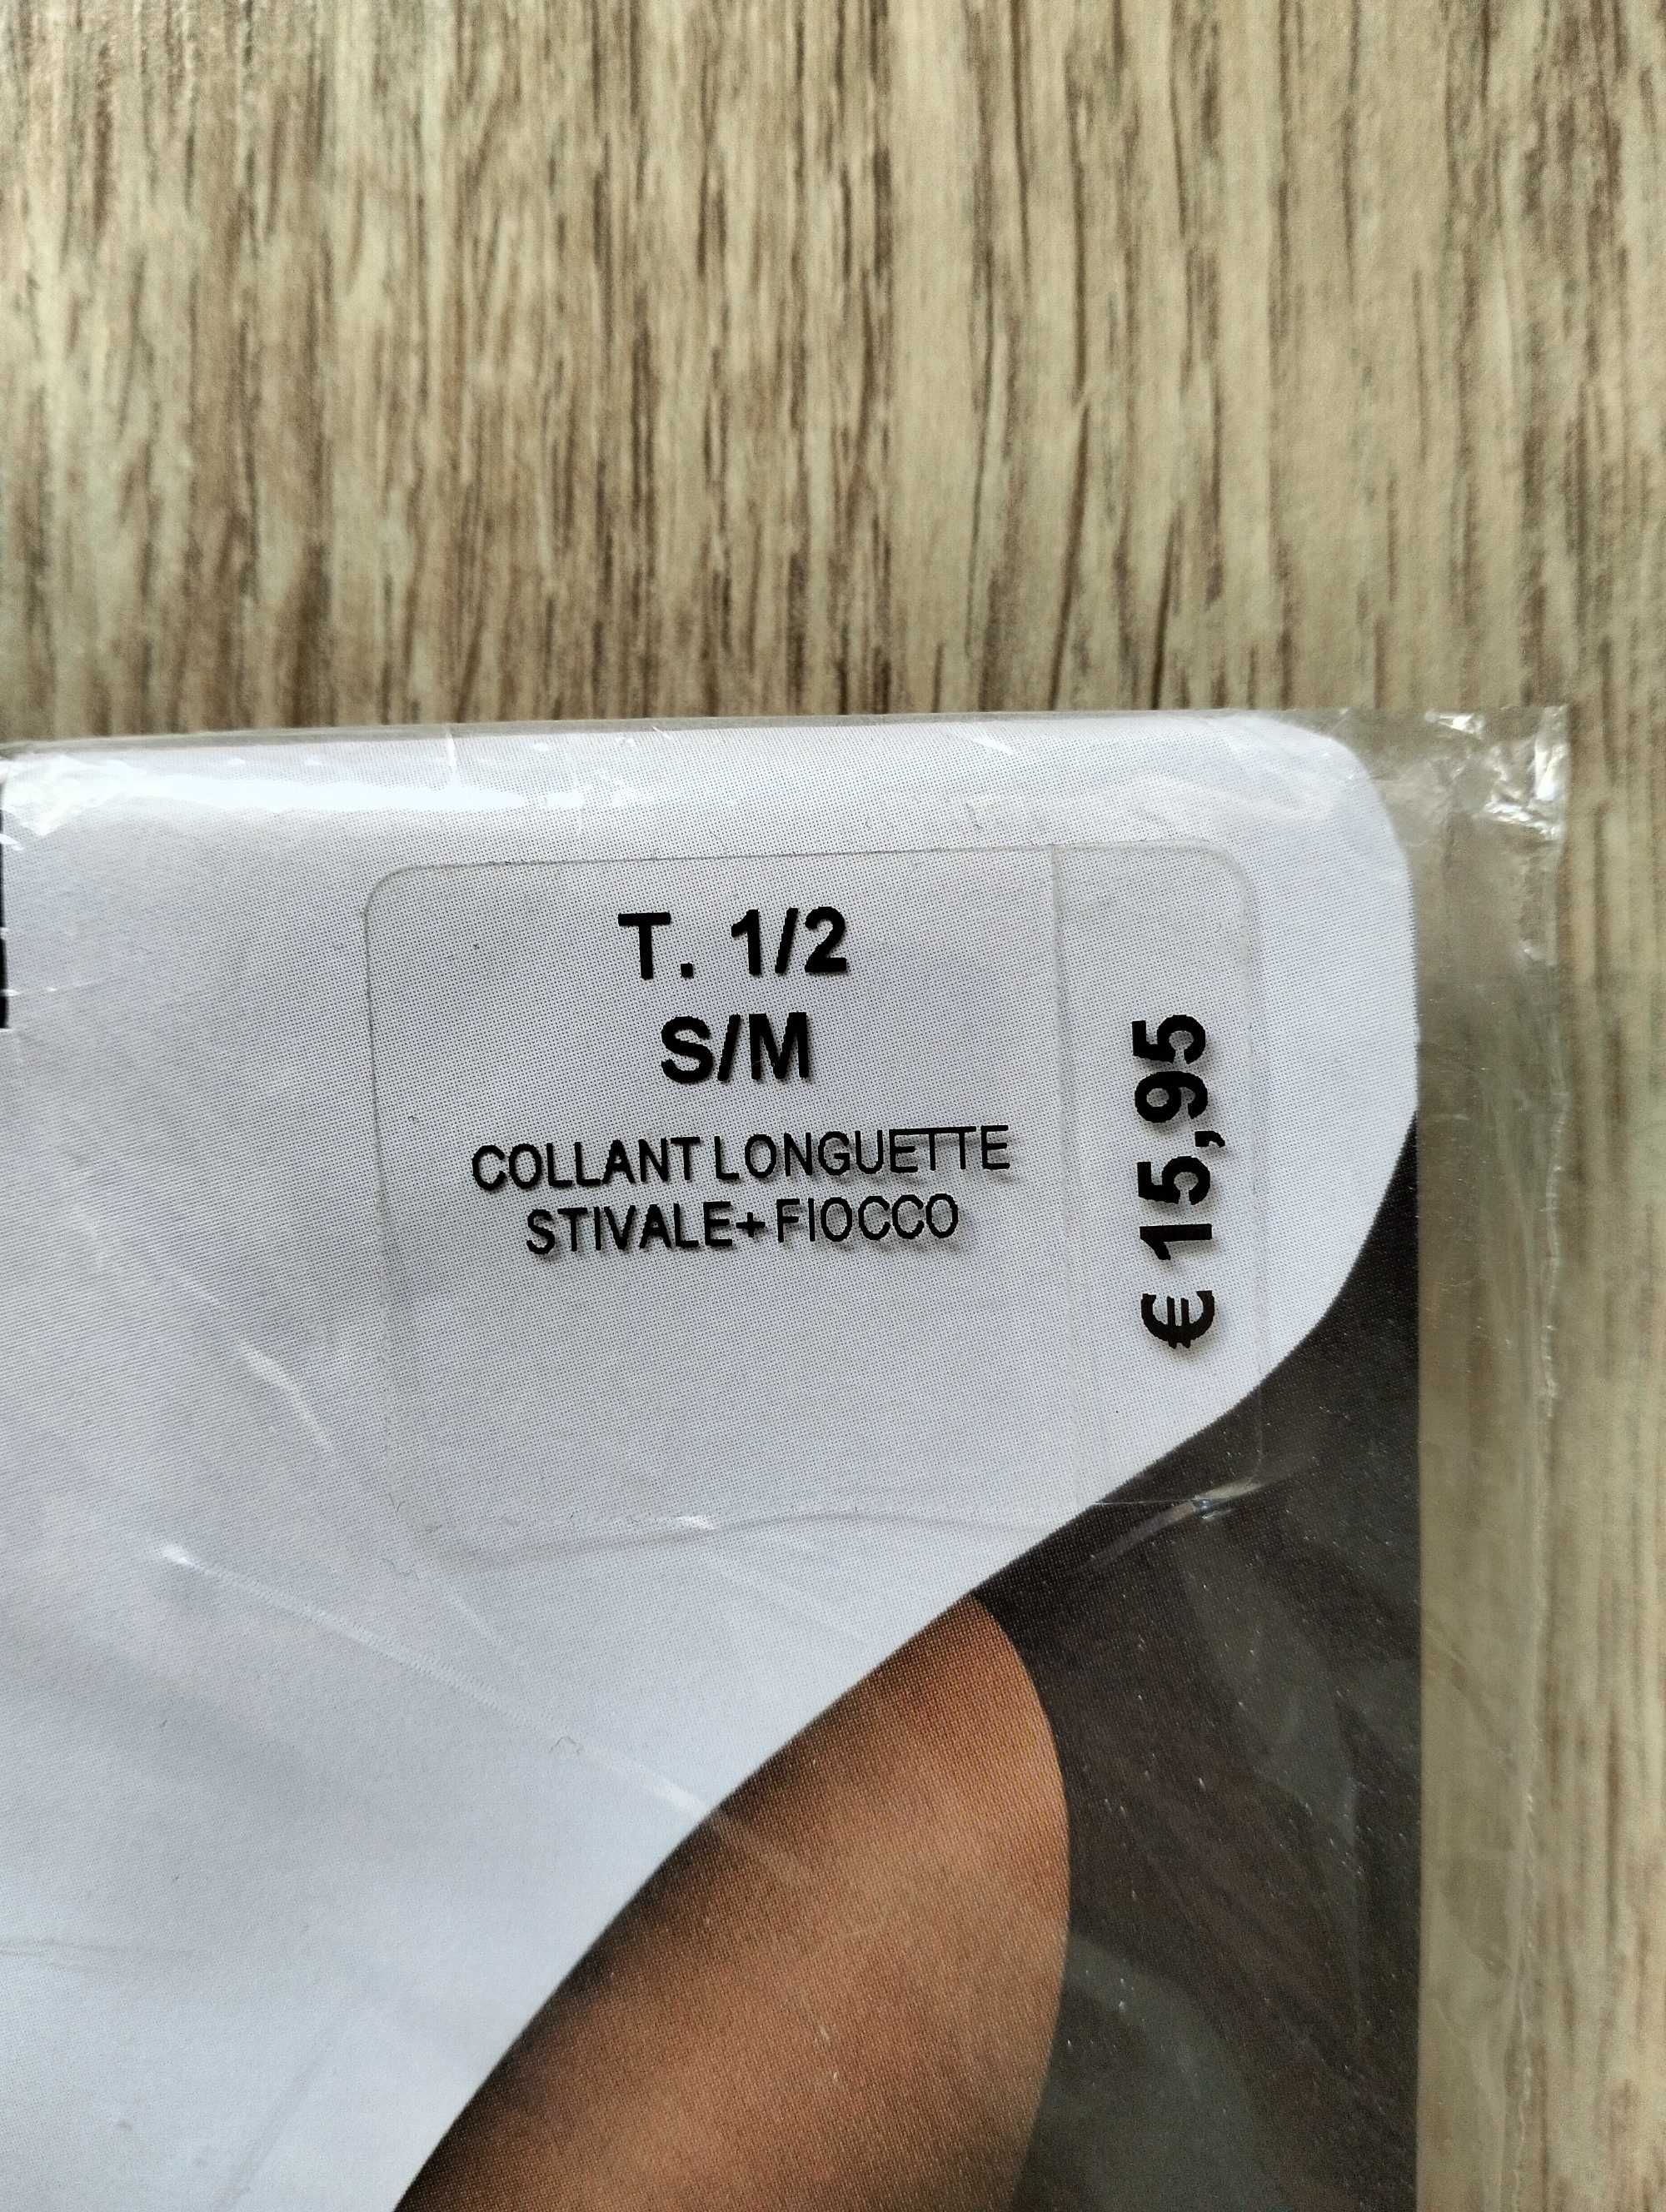 T. 1/2
S/M
COLLANT LONGUETTE
STIVALE+FIOCCO
€ 15,95